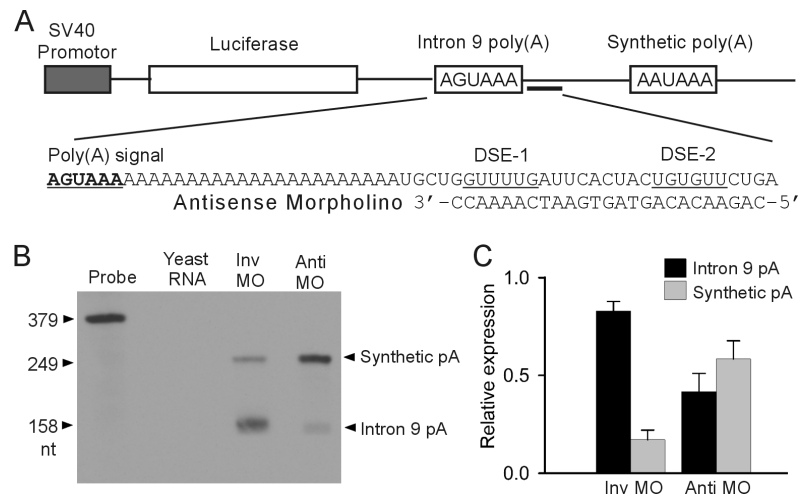 A
SV40
Promotor
Luciferase
Intron 9 poly(A)
Synthetic poly(A)
AGUAAA
AAUAAA
Poly(A) signal
DSE-1
DSE-2
AGUAAAAAAAAAAAAAAAAAAAAAAAAAAAUGCUGGUUUUGAUUCACUACUGUGUUCUGA
Antisense Morpholino 3’-CCAAAACTAAGTGATGACACAAGAC-5’
B
Probe
Yeast
RNA
Inv
MO
Anti
MO
379
249
158
nt
Synthetic pA
Intron 9 pA
C
Intron 9 pA
Synthetic pA
Relative expression
1.0
0.5
0.0
Inv MO
Anti MO